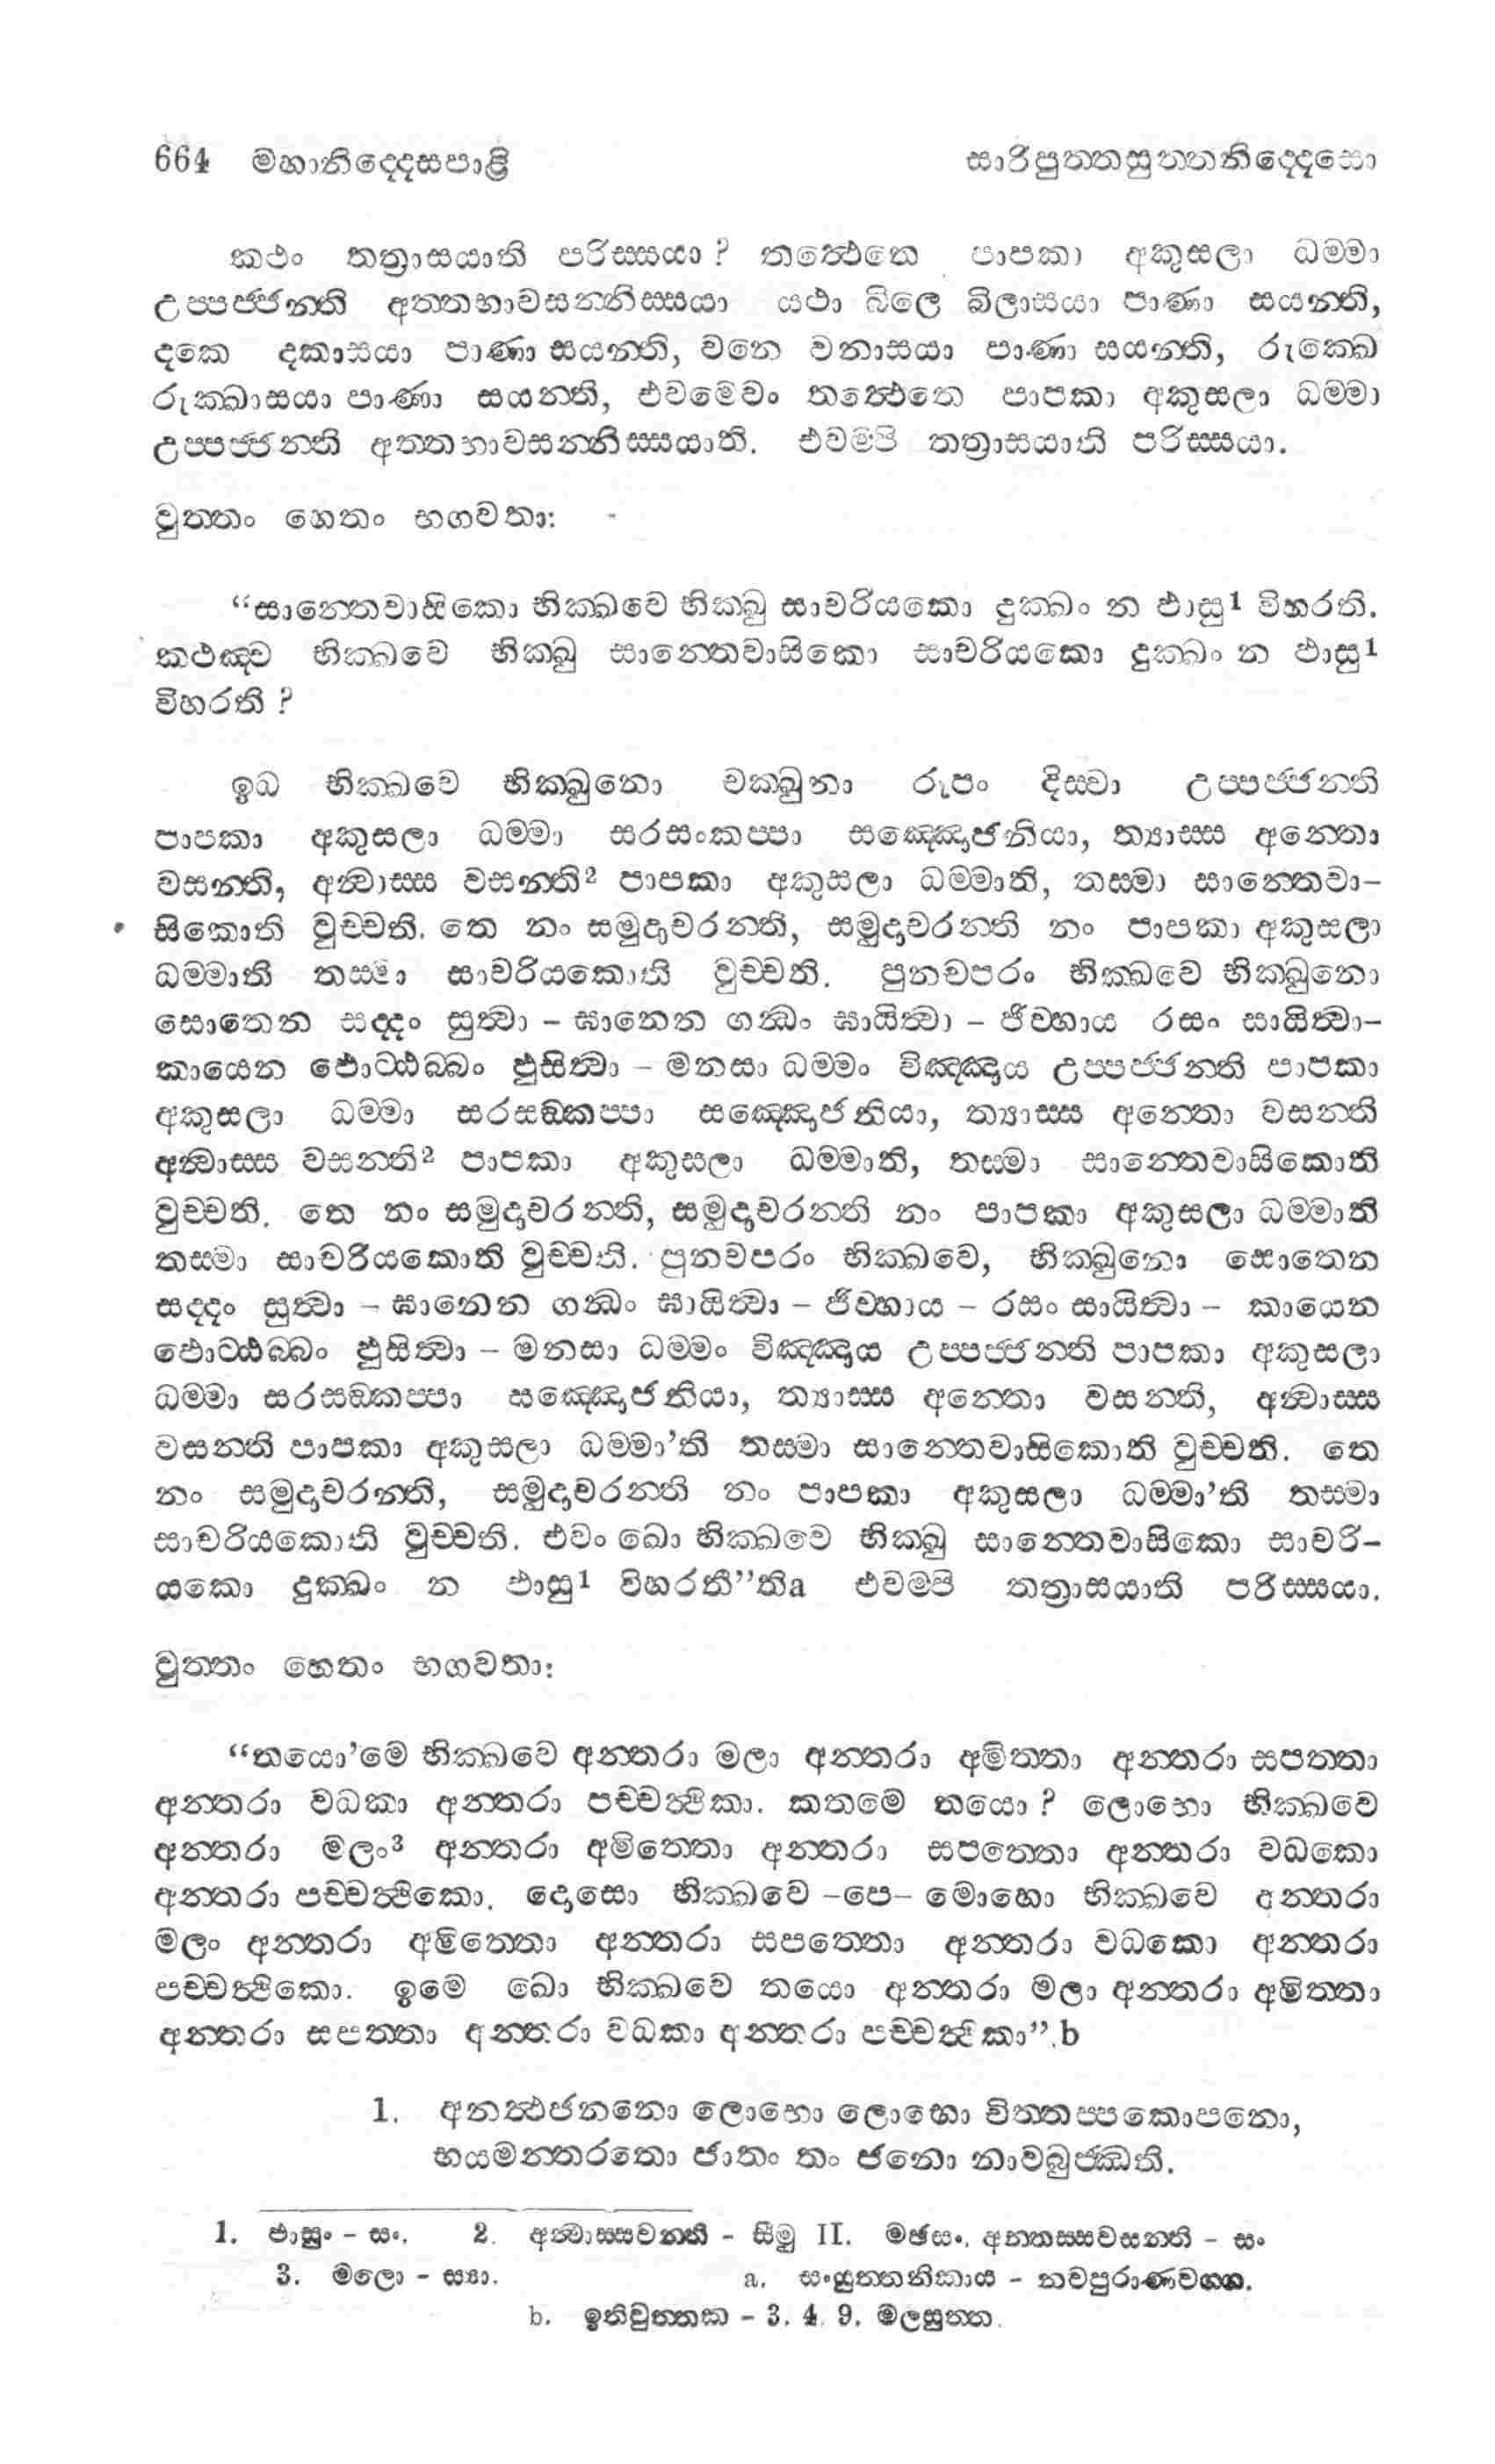 664 මහානිද්දෙසපාළි සාරිපුත්තසුත්තනිද්දෙසො
කථං තත්‍රාසයාති පරිස්සයා? තත්‍ථෙතෙ පාපකා අකුසලා ධම්මා
උප්පජ්ජන්ති අත්තභාවසන්නිස්සයා යථා බිලෙ බිලාසයා පාණා සයන්ති,
දකෙ දකාසයා පාණා සයන්ති, වනෙ වනාසයා පාණා සයන්ති, රුක්ඛෙ
රුක්ඛාසයා පාණා සයන්ති, එවමෙවං තත්‍ථෙතෙ පාපකා අකුසලා ධම්මා
උප්පජ්ජන්ති අත්තභාවසන්නිස්සයාති. එවම්පි තත්‍රාසයාති පරිස්සයා.
වුත්තං හෙතං භගවතා:
“සාන්තෙවාසිකො භික්ඛවෙ භික්ඛු සාචරියකො දුක්ඛං න ඵාසු1 විහරති.
කථඤ්ච භික්ඛවෙ භික්ඛු සාන්තෙවාසිකො සාචරියකො දුක්ඛං න ඵාසු1
විහරති?
ඉධ භික්ඛවෙ භික්ඛුනො චක්ඛුනා රූපං දිස්වා උප්පජ්ජන්ති
පාපකා අකුසලා ධම්මා සරසංකප්පා සඤ්ඤොජනියා, ත්‍යාස්ස අන්තො
වසන්ති, අන්‍වාස්ස වසන්ති2 පාපකා අකුසලා ධම්මාති, තස්මා සාන්තෙවා-
සිකොති වුච්චති. තෙ නං සමුදාචරන්ති, සමුදාචරන්ති නං පාපකා අකුසලා
ධම්මාති තස්මා සාචරියකොති වුච්චති. පුනචපරං භික්ඛවෙ භික්ඛුනො
සොතෙන සද්දං සුත්‍වා – ඝානෙන ගන්‍ධං ඝායිත්‍වා – ජිව්හාය රසං සායිත්‍වා-
කායෙන ඵොට්ඨබ්බං ඵුසිත්‍වා – මනසා ධම්මං විඤ්ඤාය උප්පජ්ජන්ති පාපකා
අකුසලා ධම්මා සරසඞ්කප්පා සඤ්ඤොජනියා, ත්‍යාස්ස අන්තො වසන්ති
අන්‍වාස්ස වසන්ති2 පාපකා අකුසලා ධම්මාති, තස්මා සාන්තෙවාසිකොති
වුච්චති. තෙ නං සමුදාචරන්ති, සමුදාචරන්ති නං පාපකා අකුසලා ධම්මාති
තස්මා සාචරියකොති වුච්චති. පුනචපරං භික්ඛවෙ, භික්ඛුනො සොතෙන
සද්දං සුත්‍වා – ඝානෙන ගන්‍ධං ඝායිත්‍වා – ජිව්හාය – රසං සායිත්‍වා – කායෙන
ඵොට්ඨබ්බං ඵුසිත්‍වා – මනසා ධම්මං විඤ්ඤාය උප්පජ්ජන්ති පාපකා අකුසලා
ධම්මා සරසඞ්කප්පා සඤ්ඤොජනියා, ත්‍යාස්ස අන්තො වසන්ති, අන්‍වාස්ස
වසන්ති පාපකා අකුසලා ධම්මා’ති තස්මා සාන්තෙවාසිකොති වුච්චති. තෙ
නං සමුදාචරන්ති, සමුදාචරන්ති නං පාපකා අකුසලා ධම්මා’ති තස්මා
සාචරියකොති වුච්චති. එවං ඛො භික්ඛවෙ භික්ඛු සාන්තෙවාසිකො සාචරි-
යකො දුක්ඛං න ඵාසු1 විහරතී”තිa එවම්පි තත්‍රාසයාති පරිස්සයා.
වුත්තං හෙතං භගවතා:
“තයො’මෙ භික්ඛවෙ අන්තරා මලා අන්තරා අමිත්තා අන්තරා සපත්තා
අන්තරා වධකා අන්තරා පච්චත්‍ථිකා. කතමෙ තයො? ලොභො භික්ඛවෙ
අන්තරා මලං3 අන්තරා අමිත්තො අන්තරා සපත්තො අන්තරා වධකො
අන්තරා පච්චත්‍ථිකො. දොසො භික්ඛවෙ –පෙ– මොහො භික්ඛවෙ අන්තරා
මලං අන්තරා අමිත්තො අන්තරා සපත්තො අන්තරා වධකො අන්තරා
පච්චත්‍ථිකො. ඉමෙ ඛො භික්ඛවෙ තයො අන්තරා මලා අන්තරා අමිත්තා
අන්තරා සපත්තා අන්තරා වධකා අන්තරා පච්චත්‍ථිකා”.b
1. අනත්‍ථජනනො ලොභො ලොභො චිත්තප්පකොපනො,
භයමන්තරතො ජාතං තං ජනො නාවබුජ්ඣති.
1. ඵාසුං – සං. 2. අන්‍වාස්සවන්ති – සීමු II. මජසං. අන්තස්සවසන්ති – සං
3. මලො – ස්‍යා. a. සංයුත්තනිකාය – නවපුරාණවග්ග.
b. ඉතිවුත්තක – 3. 4. 9. මලසුත්ත.